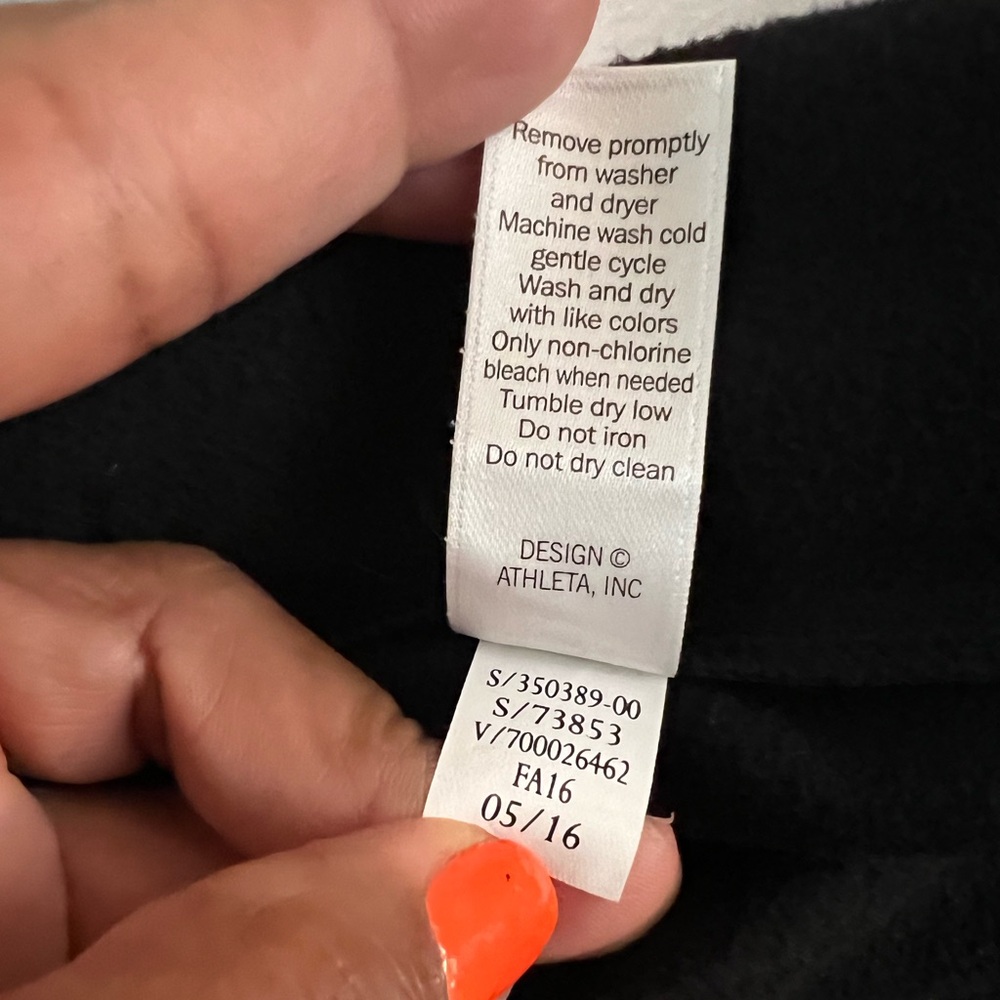 Remove promptly
from washer
and dryer
Machine wash cold
gentle cycle
Wash and dry
with like colors
Only non-chlorine
bleach when needed
Tumble dry low
Do not iron
Do not dry clean
DESIGN ©
ATHLETA, INC
S/350389-00
S/73853
V/700026462
FA16
05/16